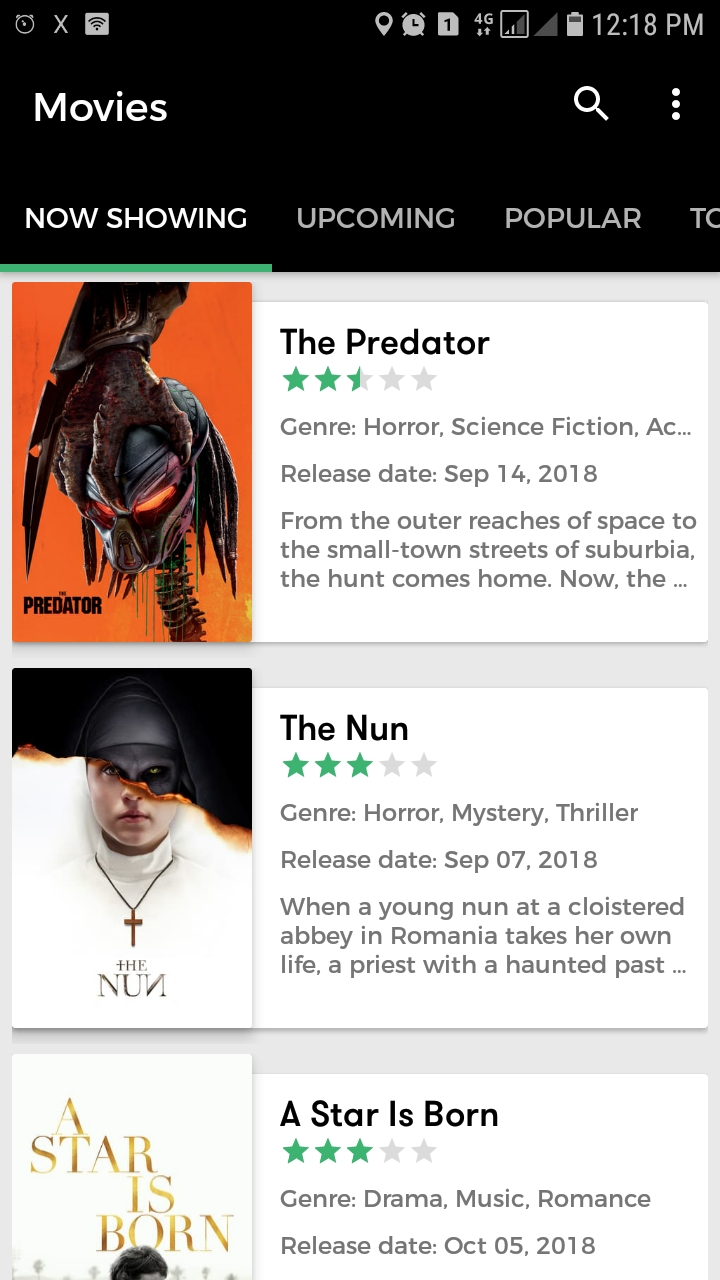 X 1 4G 12:18 PM
Movies
NOW SHOWING UPCOMING POPULAR TO
The Predator
Genre: Horror, Science Fiction, Ac...
Release date: Sep 14, 2018
From the outer reaches of space to
the small-town streets of suburbia,
the hunt comes home. Now, the ...
THE
PREDATOR
The Nun
Genre: Horror, Mystery, Thriller
Release date: Sep 07, 2018
When a young nun at a cloistered
abbey in Romania takes her own
life, a priest with a haunted past ...
THE
NUN
A Star Is Born
Genre: Drama, Music, Romance
Release date: Oct 05, 2018
A
STAR
IS
BORN